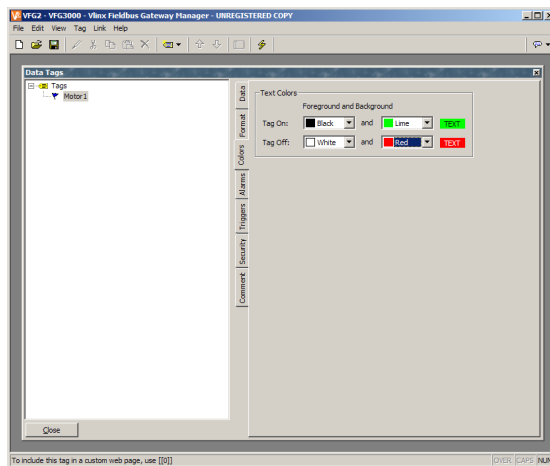 VFG2 - VFG3000 - Vlinx Fieldbus Gateway Manager - UNREGISTERED COPY
File Edit View Tag Link Help
Data Tags
Tags
Motor1
Data
Format
Colors
Alarms
Triggers
Security
Comment
Text Colors
Foreground and Background
Tag On: Black and Lime TEXT
Tag Off: White and Red TEXT
Close
To include this tag in a custom web page, use [[0]]
OVER CAPS NUM